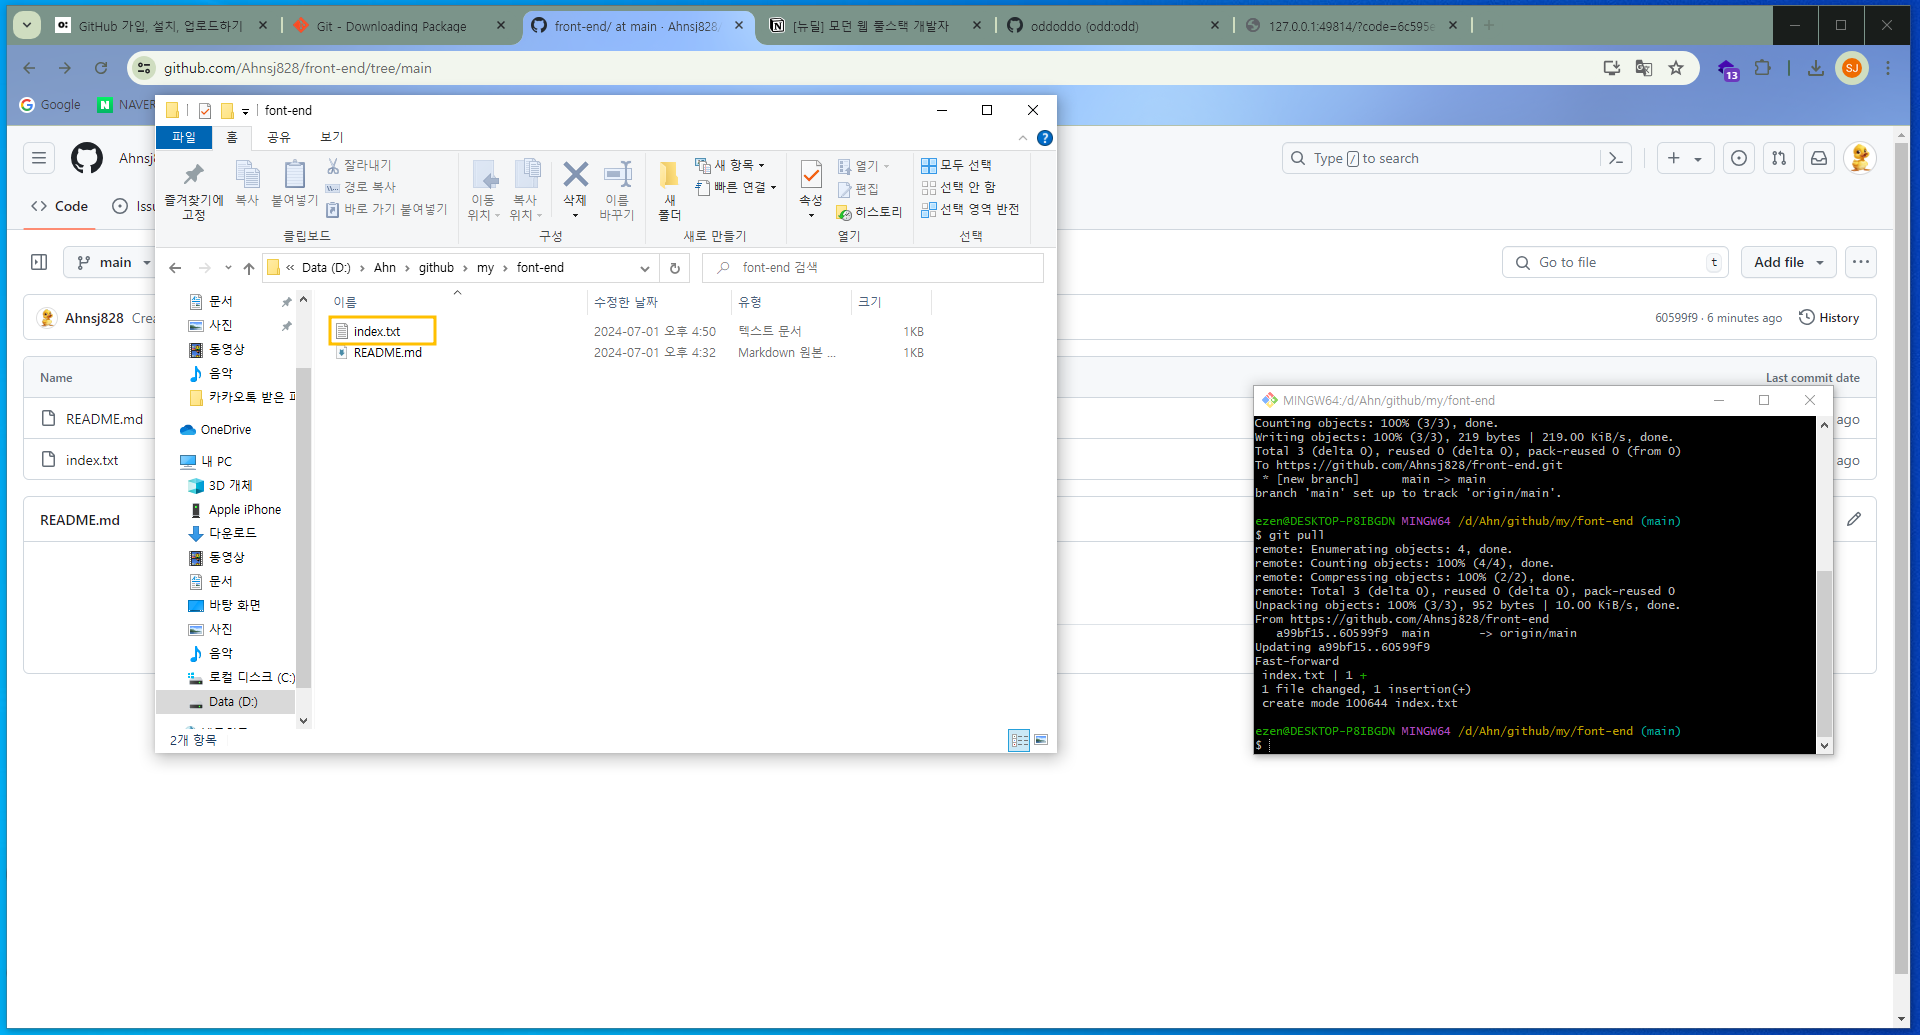 GitHub 가입, 설치, 업로드하기
Git - Downloading Package
front-end/ at main · Ahnsj828/
[뉴딜] 모던 웹 풀스택 개발자
oddoddo (odd:odd)
127.0.0.1:49814/?code=6c595e
github.com/Ahnsj828/front-end/tree/main
13
SJ
Google
NAVER
font-end
파일
홈
공유
보기
즐겨찾기에
고정
복사
붙여넣기
잘라내기
경로 복사
바로 가기 붙여넣기
클립보드
이동
위치
복사
위치
삭제
이름
바꾸기
구성
새
폴더
새 항목
빠른 연결
새로 만들기
속성
열기
편집
히스토리
열기
모두 선택
선택 안 함
선택 영역 반전
선택
« Data (D:) › Ahn › github › my › font-end
font-end 검색
이름
수정한 날짜
유형
크기
index.txt
2024-07-01 오후 4:50
텍스트 문서
1KB
README.md
2024-07-01 오후 4:32
Markdown 원본 ...
1KB
문서
사진
동영상
음악
카카오톡 받은 파
OneDrive
내 PC
3D 개체
Apple iPhone
다운로드
동영상
문서
바탕 화면
사진
음악
로컬 디스크 (C:)
Data (D:)
2개 항목
Ahnsj
Type / to search
Code
Issu
main
Go to file
t
Add file
Ahnsj828 Crea
60599f9 · 6 minutes ago
History
Name
Last commit date
README.md
ago
index.txt
ago
README.md
MINGW64:/d/Ahn/github/my/font-end
Counting objects: 100% (3/3), done.
Writing objects: 100% (3/3), 219 bytes | 219.00 KiB/s, done.
Total 3 (delta 0), reused 0 (delta 0), pack-reused 0 (from 0)
To https://github.com/Ahnsj828/front-end.git
* [new branch]      main -> main
branch 'main' set up to track 'origin/main'.
ezen@DESKTOP-P8IBGDN MINGW64 /d/Ahn/github/my/font-end (main)
$ git pull
remote: Enumerating objects: 4, done.
remote: Counting objects: 100% (4/4), done.
remote: Compressing objects: 100% (2/2), done.
remote: Total 3 (delta 0), reused 0 (delta 0), pack-reused 0
Unpacking objects: 100% (3/3), 952 bytes | 10.00 KiB/s, done.
From https://github.com/Ahnsj828/front-end
a99bf15..60599f9  main       -> origin/main
Updating a99bf15..60599f9
Fast-forward
index.txt | 1 +
1 file changed, 1 insertion(+)
create mode 100644 index.txt
ezen@DESKTOP-P8IBGDN MINGW64 /d/Ahn/github/my/font-end (main)
$